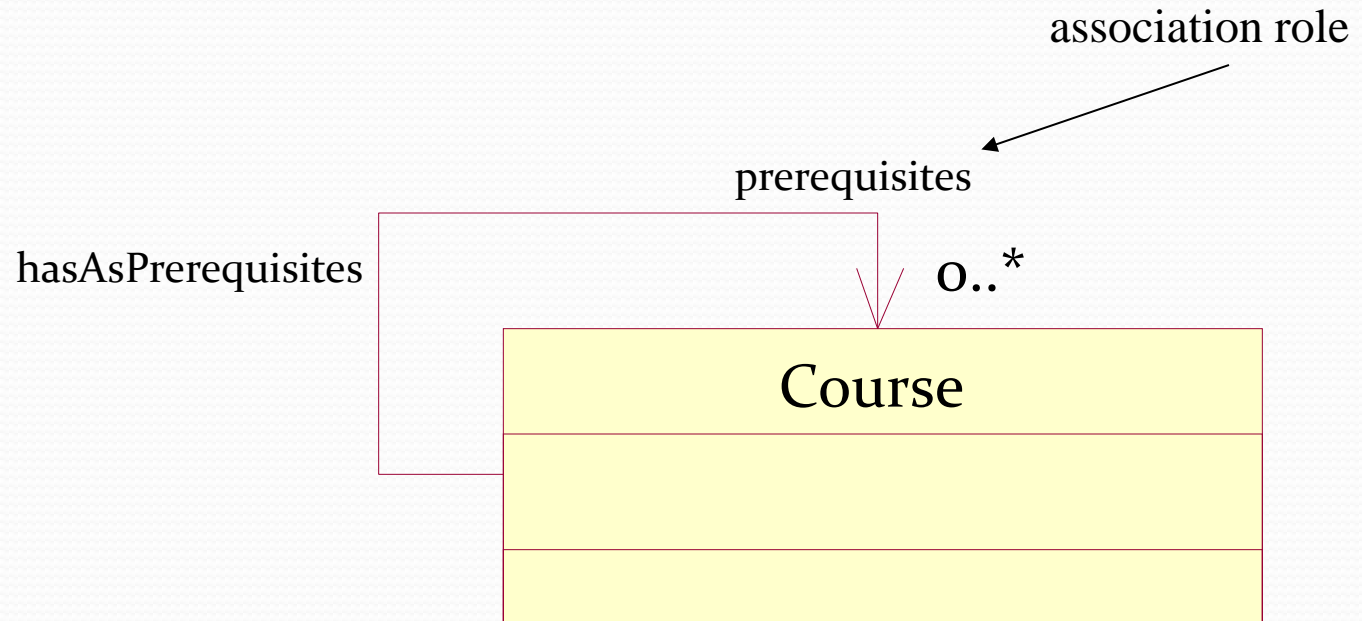 association role
prerequisites
hasAsPrerequisites
0..*
Course